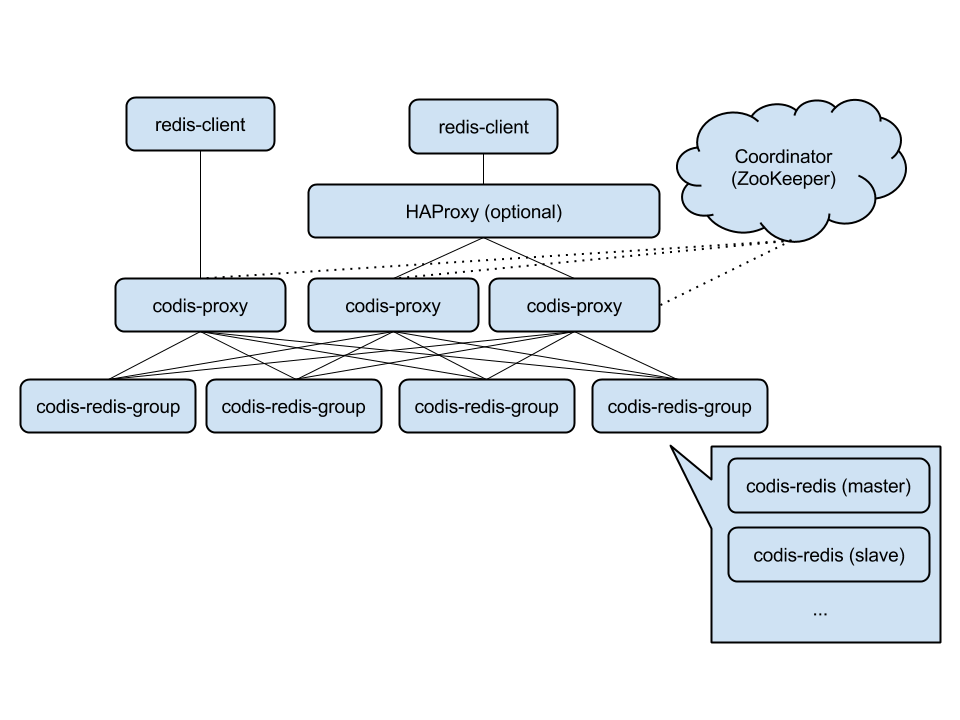 redis-client
redis-client
Coordinator
(ZooKeeper)
HAProxy (optional)
codis-proxy
codis-proxy
codis-proxy
codis-redis-group
codis-redis-group
codis-redis-group
codis-redis-group
codis-redis (master)
codis-redis (slave)
...